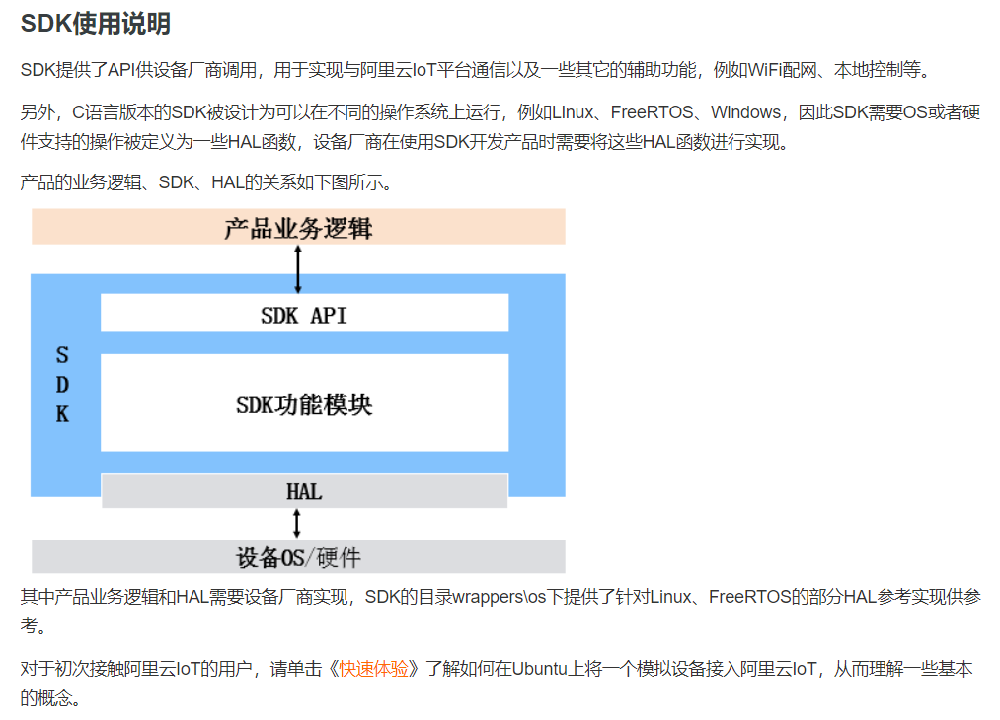 SDK使用说明
SDK提供了API供设备厂商调用，用于实现与阿里云IoT平台通信以及一些其它的辅助功能，例如WiFi配网、本地控制等。
另外，C语言版本的SDK被设计为可以在不同的操作系统上运行，例如Linux、FreeRTOS、Windows，因此SDK需要OS或者硬
件支持的操作被定义为一些HAL函数，设备厂商在使用SDK开发产品时需要将这些HAL函数进行实现。
产品的业务逻辑、SDK、HAL的关系如下图所示。
产品业务逻辑
SDK API
S
D
K
SDK功能模块
HAL
设备OS/硬件
其中产品业务逻辑和HAL需要设备厂商实现，SDK的目录wrappers\os下提供了针对Linux、FreeRTOS的部分HAL参考实现供参
考。
对于初次接触阿里云IoT的用户，请单击《快速体验》了解如何在Ubuntu上将一个模拟设备接入阿里云IoT，从而理解一些基本
的概念。